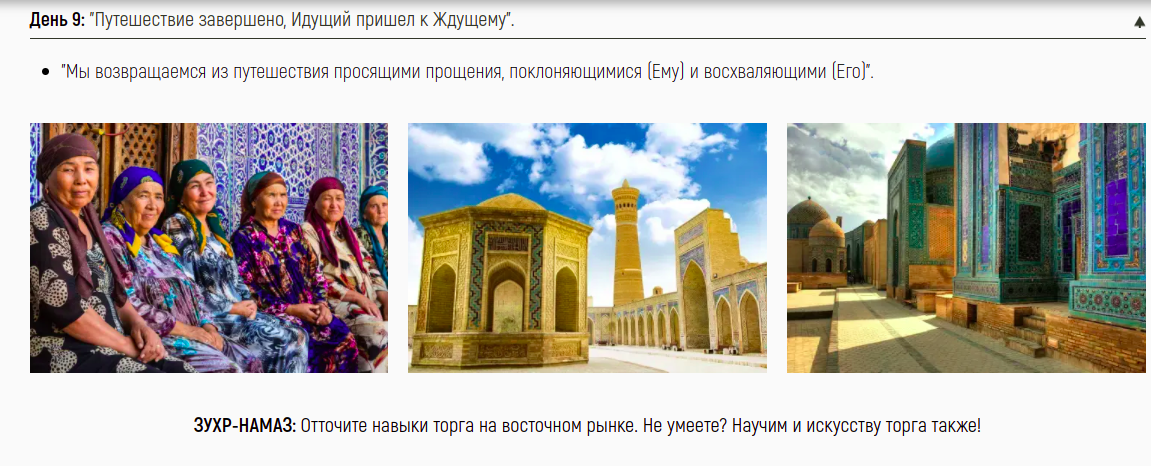 День 9: "Путешествие завершено, Идущий пришел к Ждущему".
"Мы возвращаемся из путешествия просящими прощения, поклоняющимися (Ему) и восхваляющими (Его)".
ЗУХР-НАМАЗ: Отточите навыки торга на восточном рынке. Не умеете? Научим и искусству торга также!